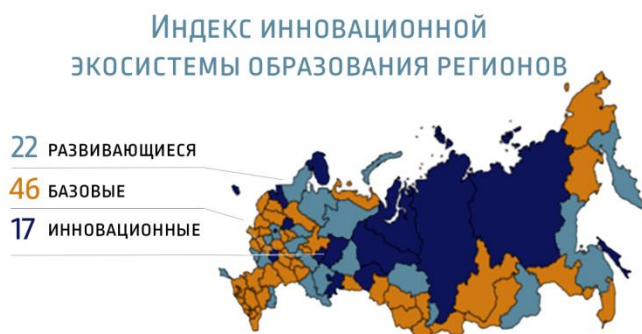 Индекс инновационной
экосистемы образования регионов
22 развивающиеся
46 базовые
17 инновационные